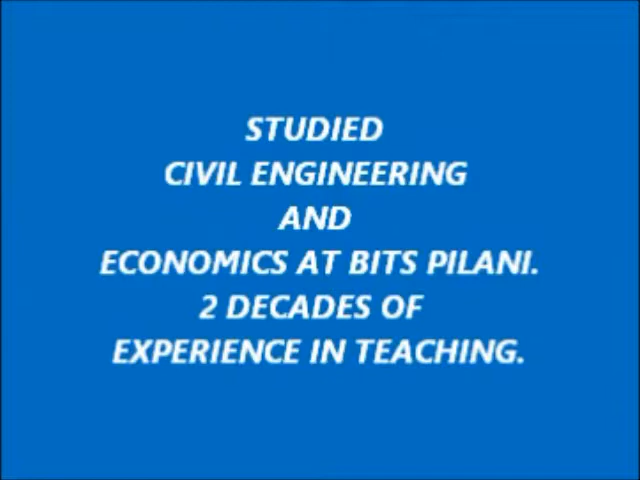 STUDIED
CIVIL ENGINEERING
AND
ECONOMICS AT BITS PILANI.
2 DECADES OF
EXPERIENCE IN TEACHING.